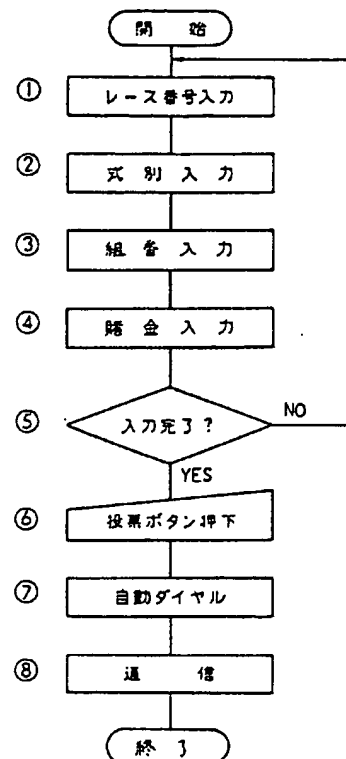 開 始
① レース番号入力
② 式別入力
③ 組番入力
④ 賭金入力
⑤ 入力完了？ NO
YES
⑥ 投票ボタン押下
⑦ 自動ダイヤル
⑧ 通 信
終 了